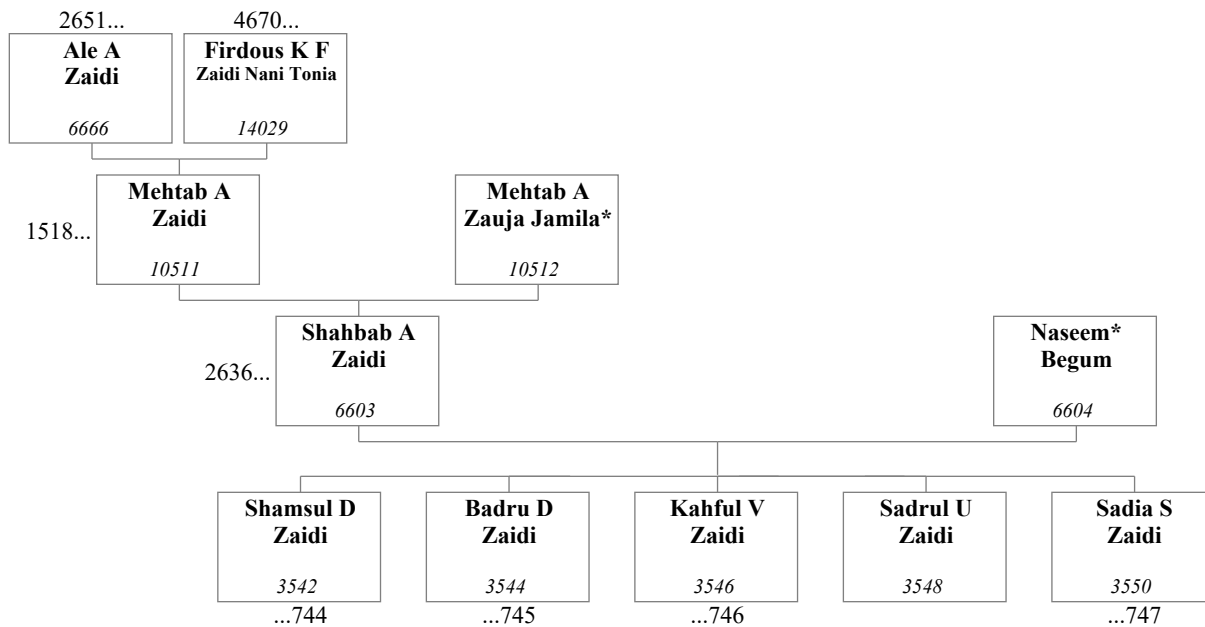 2651...
4670...
Ale A
Zaidi
6666
Firdous K F
Zaidi Nani Tonia
14029
1518...
Mehtab A
Zaidi
10511
Mehtab A
Zauja Jamila*
10512
2636...
Shahbab A
Zaidi
6603
Naseem*
Begum
6604
Shamsul D
Zaidi
3542
...744
Badru D
Zaidi
3544
...745
Kahful V
Zaidi
3546
...746
Sadrul U
Zaidi
3548
Sadia S
Zaidi
3550
...747